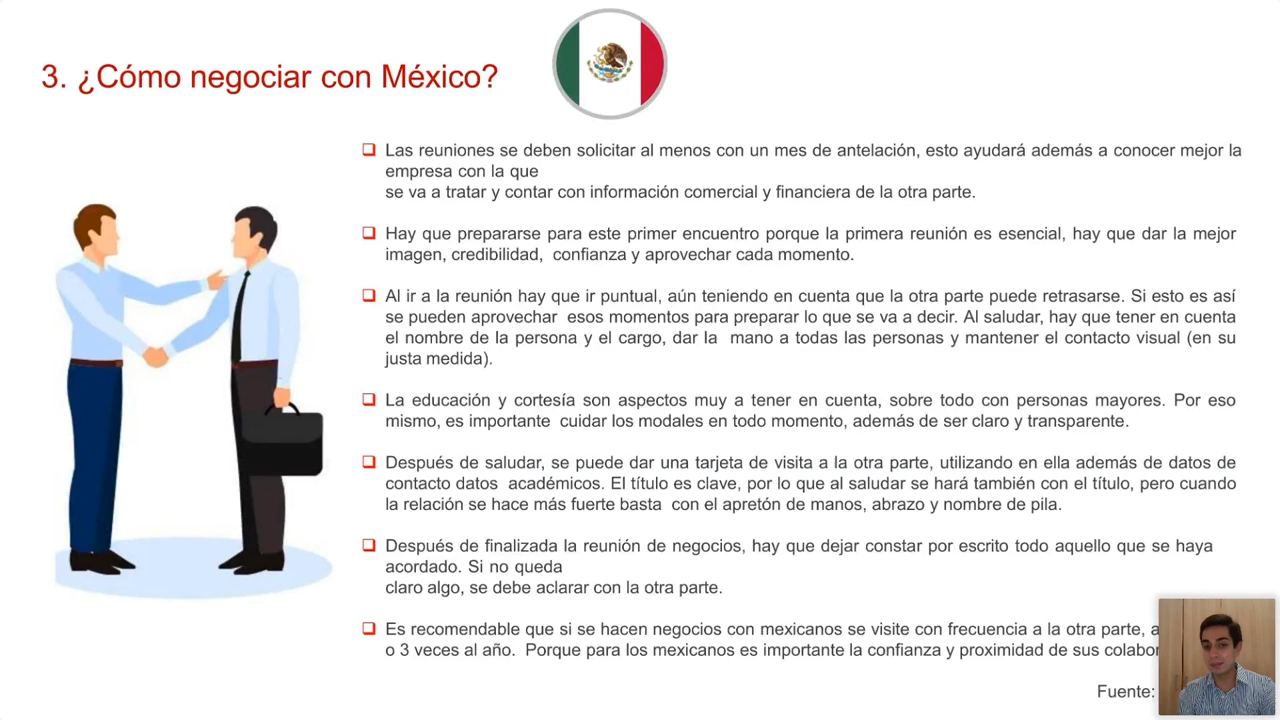 3. ¿Cómo negociar con México?
Las reuniones se deben solicitar al menos con un mes de antelación, esto ayudará además a conocer mejor la
empresa con la que
se va a tratar y contar con información comercial y financiera de la otra parte.
Hay que prepararse para este primer encuentro porque la primera reunión es esencial, hay que dar la mejor
imagen, credibilidad, confianza y aprovechar cada momento.
Al ir a la reunión hay que ir puntual, aún teniendo en cuenta que la otra parte puede retrasarse. Si esto es así
se pueden aprovechar esos momentos para preparar lo que se va a decir. Al saludar, hay que tener en cuenta
el nombre de la persona y el cargo, dar la mano a todas las personas y mantener el contacto visual (en su
justa medida).
La educación y cortesía son aspectos muy a tener en cuenta, sobre todo con personas mayores. Por eso
mismo, es importante cuidar los modales en todo momento, además de ser claro y transparente.
Después de saludar, se puede dar una tarjeta de visita a la otra parte, utilizando en ella además de datos de
contacto datos académicos. El título es clave, por lo que al saludar se hará también con el título, pero cuando
la relación se hace más fuerte basta con el apretón de manos, abrazo y nombre de pila.
Después de finalizada la reunión de negocios, hay que dejar constar por escrito todo aquello que se haya
acordado. Si no queda
claro algo, se debe aclarar con la otra parte.
Es recomendable que si se hacen negocios con mexicanos se visite con frecuencia a la otra parte,
o 3 veces al año. Porque para los mexicanos es importante la confianza y proximidad de sus
Fuente: